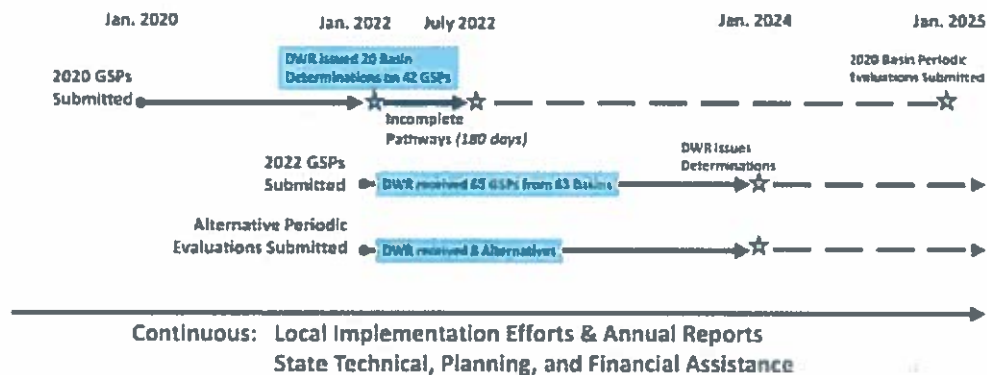 Jan. 2020
Jan. 2022
July 2022
Jan. 2024
Jan. 2025
DWR issued 20 Basin
Determinations on 42 GSPs
2020 Basin Periodic
Evaluations Submitted
2020 GSPs
Submitted
Incomplete
Pathways (180 days)
2022 GSPs
Submitted
DWR received 65 GSPs from 63 Basins
DWR Issues
Determinations
Alternative Periodic
Evaluations Submitted
DWR received 8 Alternatives
Continuous: Local Implementation Efforts & Annual Reports
State Technical, Planning, and Financial Assistance